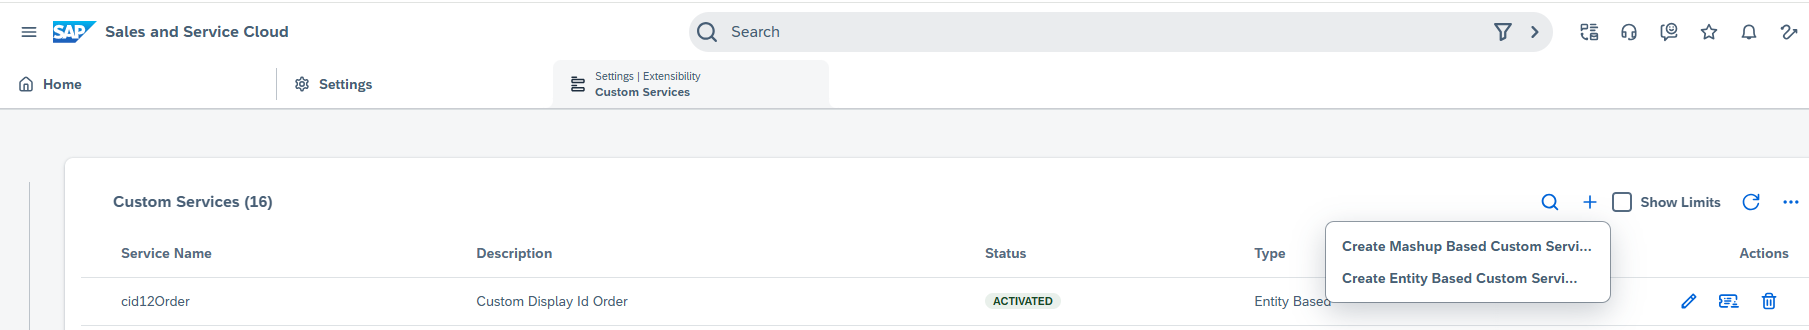 SAP Sales and Service Cloud
Search
Home
Settings
Settings | Extensibility
Custom Services
Custom Services (16)
Show Limits
Create Mashup Based Custom Servi...
Create Entity Based Custom Servi...
Service Name
Description
Status
Type
Actions
cid12Order
Custom Display Id Order
ACTIVATED
Entity Based